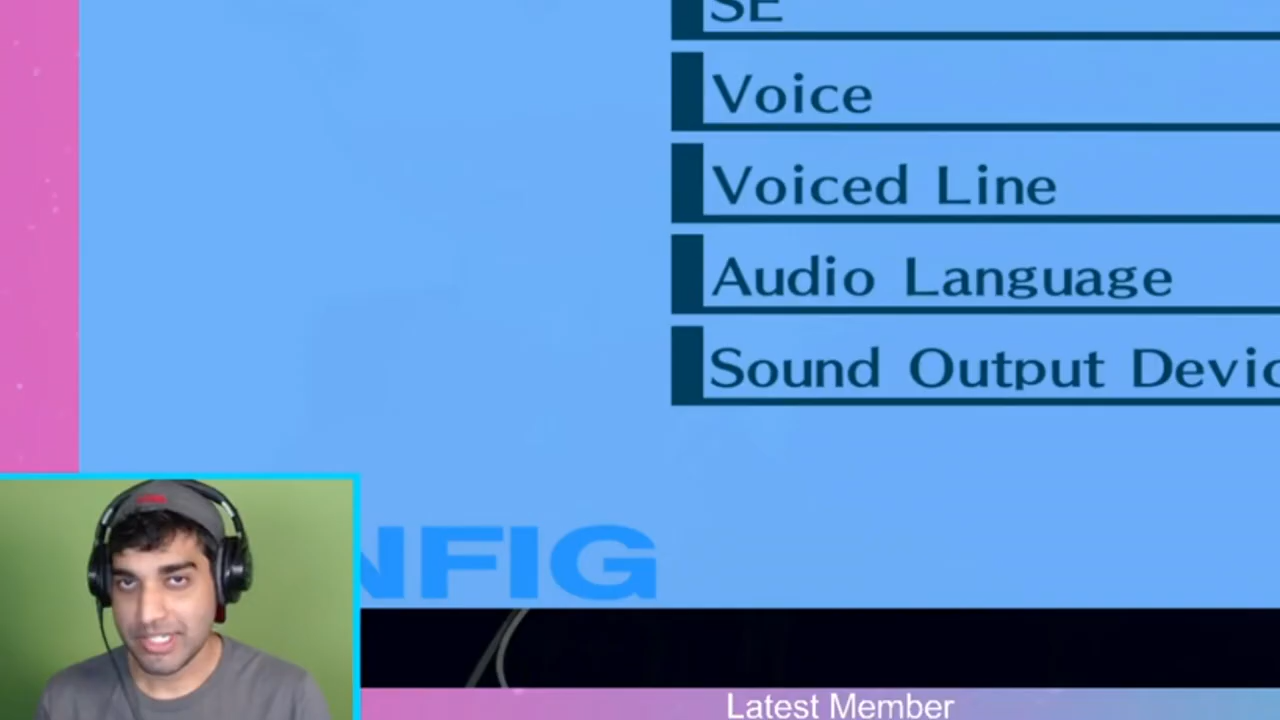 SE
Voice
Voiced Line
Audio Language
Sound Output Devic
NFIG
Latest Member